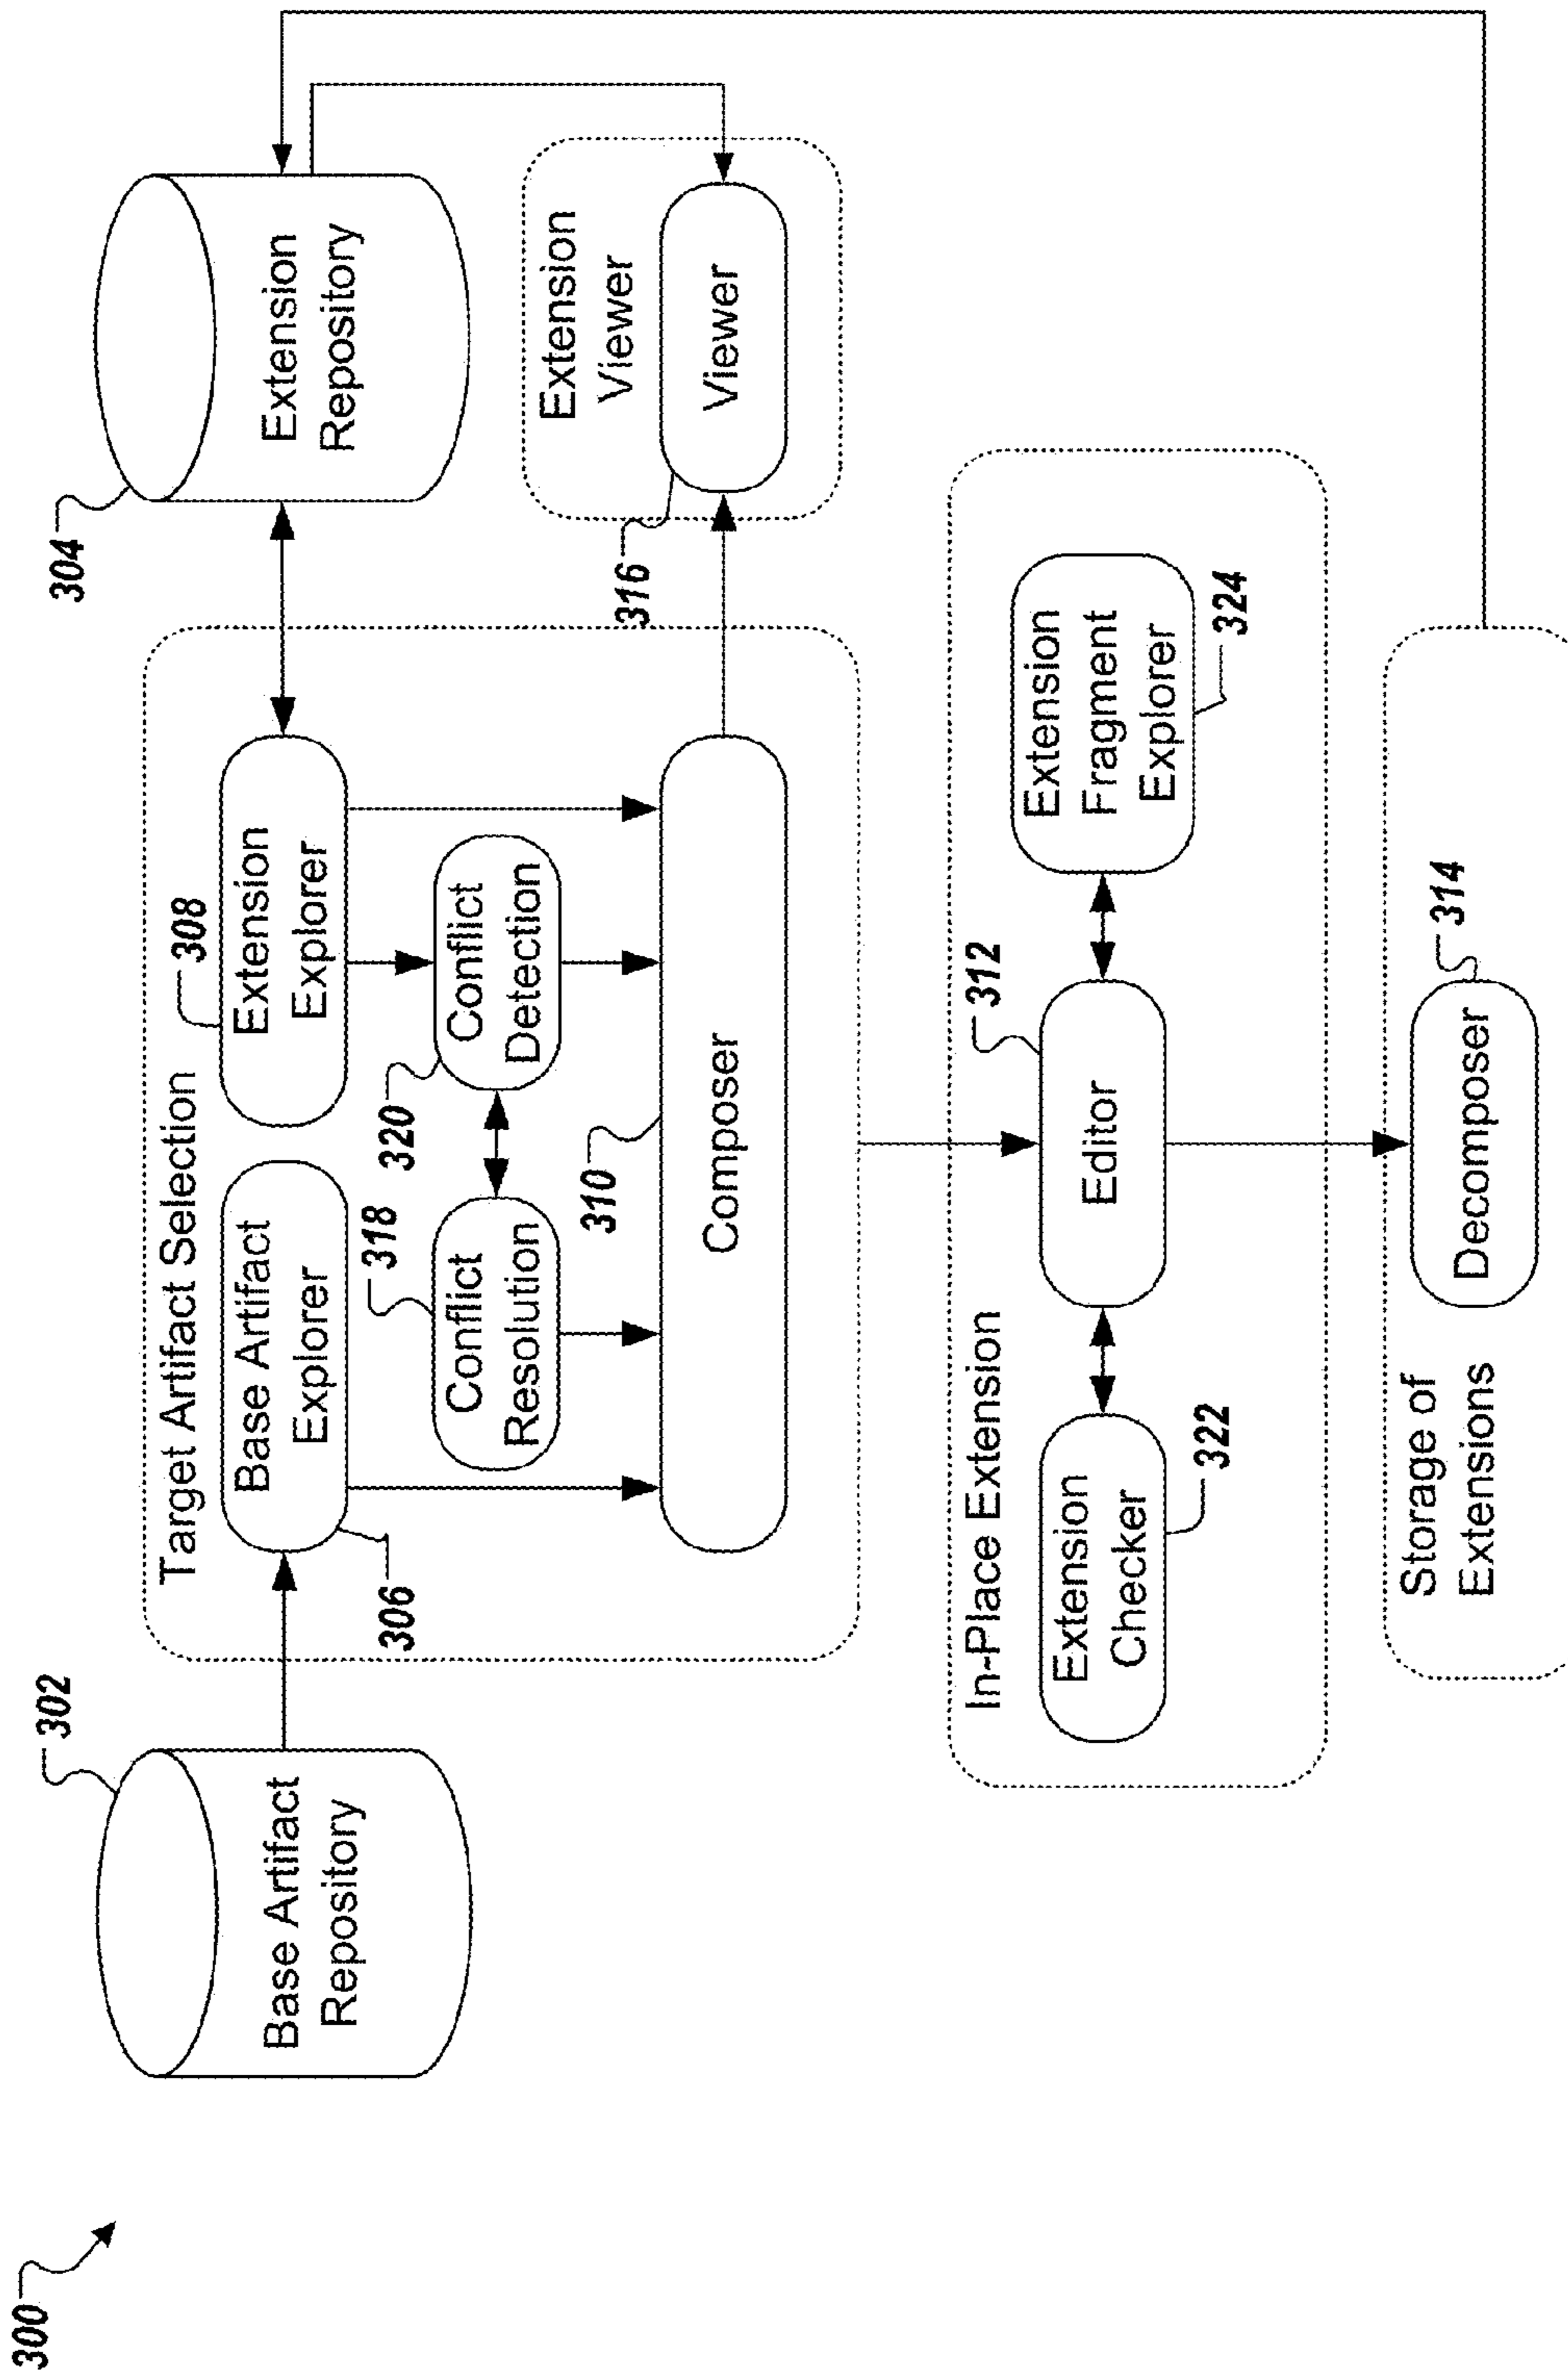 300
302
Base Artifact
Repository
304
Extension
Repository
Target Artifact Selection
306
Base Artifact
Explorer
308
Extension
Explorer
318
Conflict
Resolution
320
Conflict
Detection
310
Composer
Extension
Viewer
316
Viewer
In-Place Extension
Extension
Checker
322
312
Editor
Extension
Fragment
Explorer
324
Storage of
Extensions
Decomposer
314